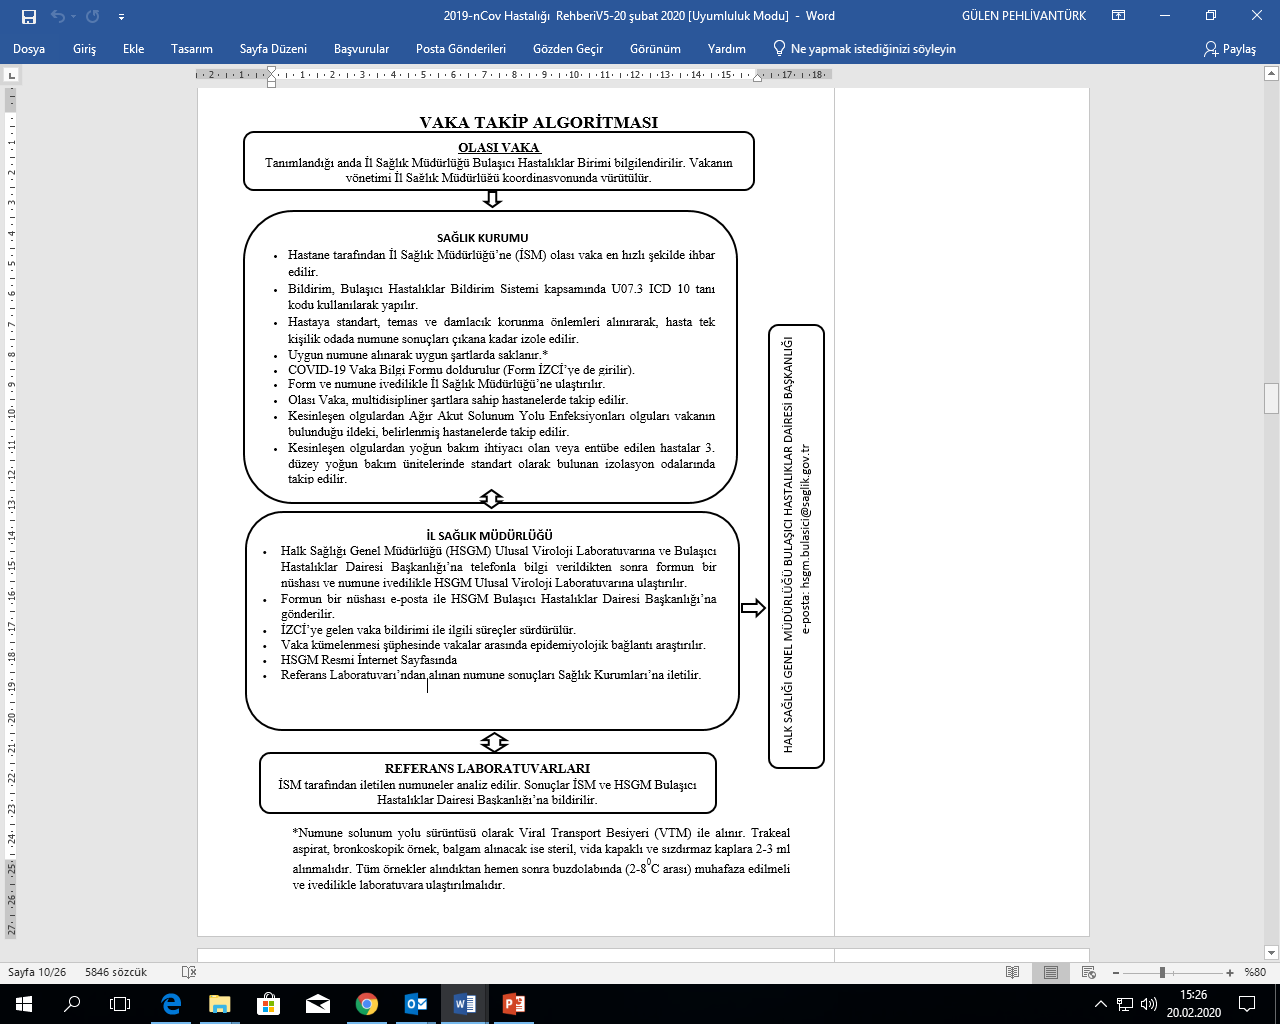 2019-nCov Hastalığı  RehberiV5-20 şubat 2020 [Uyumluluk Modu]  -  Word
GÜLEN PEHLİVANTÜRK
Dosya
Giriş
Ekle
Tasarım
Sayfa Düzeni
Başvurular
Posta Gönderileri
Gözden Geçir
Görünüm
Yardım
Ne yapmak istediğinizi söyleyin
Paylaş
VAKA TAKİP ALGORİTMASI
OLASI VAKA
Tanımlandığı anda İl Sağlık Müdürlüğü Bulaşıcı Hastalıklar Birimi bilgilendirilir. Vakanın
yönetimi İl Sağlık Müdürlüğü koordinasyonunda yürütülür.
SAĞLIK KURUMU
• Hastane tarafından İl Sağlık Müdürlüğü'ne (İSM) olası vaka en hızlı şekilde ihbar
edilir.
• Bildirim, Bulaşıcı Hastalıklar Bildirim Sistemi kapsamında U07.3 ICD 10 tanı
kodu kullanılarak yapılır.
• Hastaya standart, temas ve damlacık korunma önlemleri alınırarak, hasta tek
kişilik odada numune sonuçları çıkana kadar izole edilir.
• Uygun numune alınarak uygun şartlarda saklanır.*
• COVID-19 Vaka Bilgi Formu doldurulur (Form İZCİ'ye de girilir).
• Form ve numune ivedilikle İl Sağlık Müdürlüğü'ne ulaştırılır.
• Olası Vaka, multidisipliner şartlara sahip hastanelerde takip edilir.
• Kesinleşen olgulardan Ağır Akut Solunum Yolu Enfeksiyonları olguları vakanın
bulunduğu ildeki, belirlenmiş hastanelerde takip edilir.
• Kesinleşen olgulardan yoğun bakım ihtiyacı olan veya entübe edilen hastalar 3.
düzey yoğun bakım ünitelerinde standart olarak bulunan izolasyon odalarında
takip edilir.
İL SAĞLIK MÜDÜRLÜĞÜ
• Halk Sağlığı Genel Müdürlüğü (HSGM) Ulusal Viroloji Laboratuvarına ve Bulaşıcı
Hastalıklar Dairesi Başkanlığı'na telefonla bilgi verildikten sonra formun bir
nüshası ve numune ivedilikle HSGM Ulusal Viroloji Laboratuvarına ulaştırılır.
• Formun bir nüshası e-posta ile HSGM Bulaşıcı Hastalıklar Dairesi Başkanlığı'na
gönderilir.
• İZCİ'ye gelen vaka bildirimi ile ilgili süreçler sürdürülür.
• Vaka kümelenmesi şüphesinde vakalar arasında epidemiyolojik bağlantı araştırılır.
• HSGM Resmi İnternet Sayfasında
• Referans Laboratuvarı'ndan alınan numune sonuçları Sağlık Kurumları'na iletilir.
HALK SAĞLIĞI GENEL MÜDÜRLÜĞÜ BULAŞICI HASTALIKLAR DAİRESİ BAŞKANLIĞI
e-posta: hsgm.bulasici@saglik.gov.tr
REFERANS LABORATUVARLARI
İSM tarafından iletilen numuneler analiz edilir. Sonuçlar İSM ve HSGM Bulaşıcı
Hastalıklar Dairesi Başkanlığı'na bildirilir.
*Numune solunum yolu sürüntüsü olarak Viral Transport Besiyeri (VTM) ile alınır. Trakeal
aspirat, bronkoskopik örnek, balgam alınacak ise steril, vida kapaklı ve sızdırmaz kaplara 2-3 ml
alınmalıdır. Tüm örnekler alındıktan hemen sonra buzdolabında (2-8⁰C arası) muhafaza edilmeli
ve ivedilikle laboratuvara ulaştırılmalıdır.
Sayfa 10/26
5846 sözcük
%80
15:26
20.02.2020